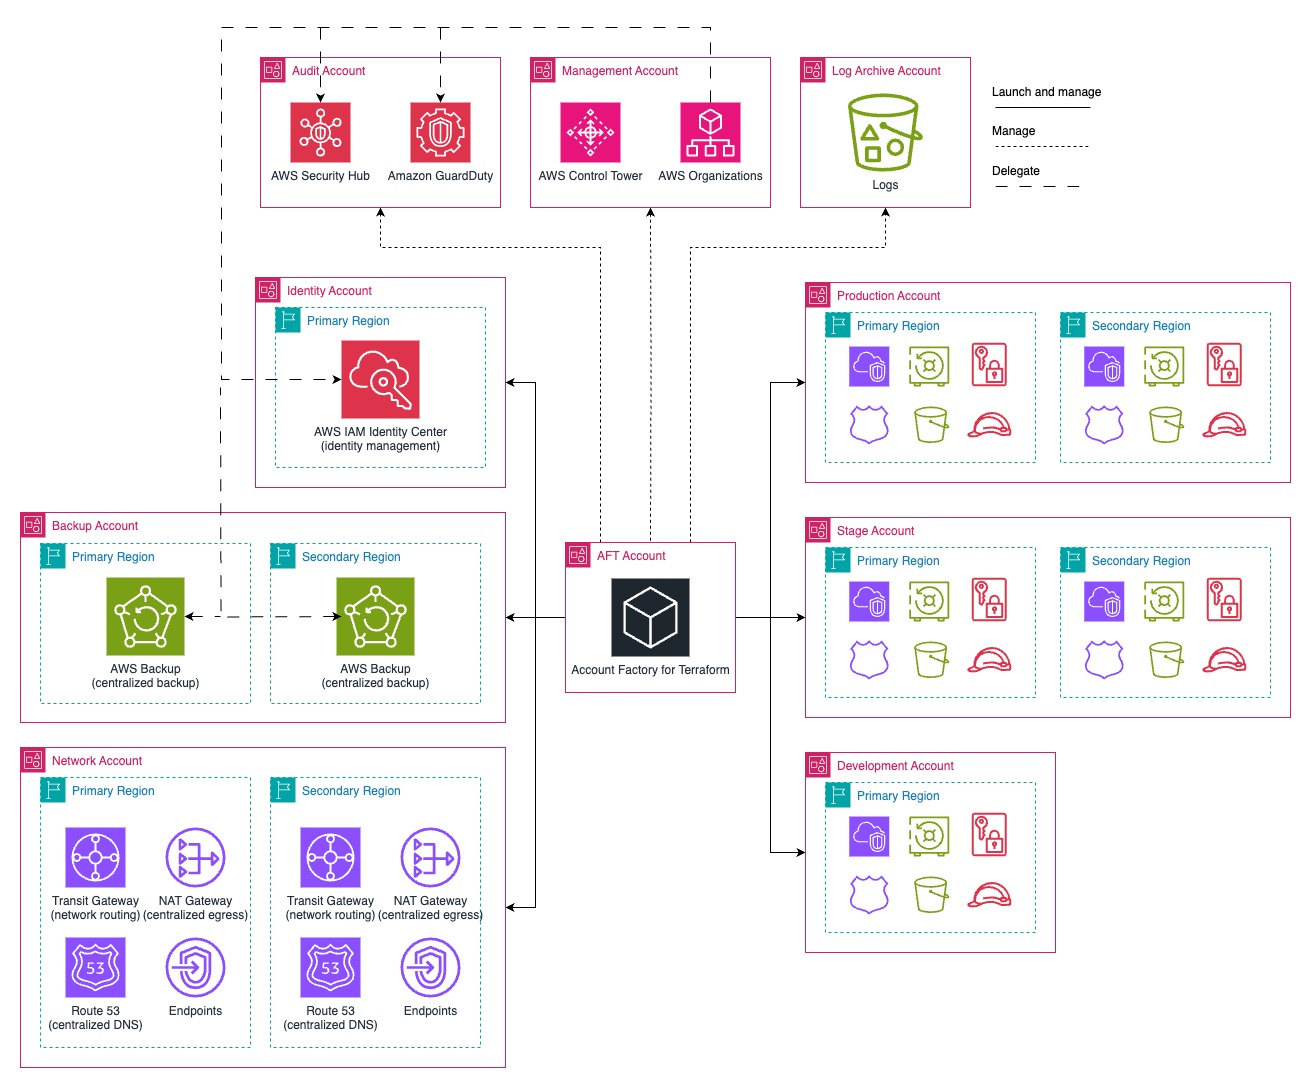 Audit Account
AWS Security Hub
Amazon GuardDuty
Management Account
AWS Control Tower
AWS Organizations
Log Archive Account
Logs
Launch and manage
Manage
Delegate
Identity Account
Primary Region
AWS IAM Identity Center
(identity management)
Production Account
Primary Region
Secondary Region
Backup Account
Primary Region
AWS Backup
(centralized backup)
Secondary Region
AWS Backup
(centralized backup)
AFT Account
Account Factory for Terraform
Stage Account
Primary Region
Secondary Region
Network Account
Primary Region
Transit Gateway
(network routing)
NAT Gateway
(centralized egress)
53
Route 53
(centralized DNS)
Endpoints
Secondary Region
Transit Gateway
(network routing)
NAT Gateway
(centralized egress)
53
Route 53
(centralized DNS)
Endpoints
Development Account
Primary Region